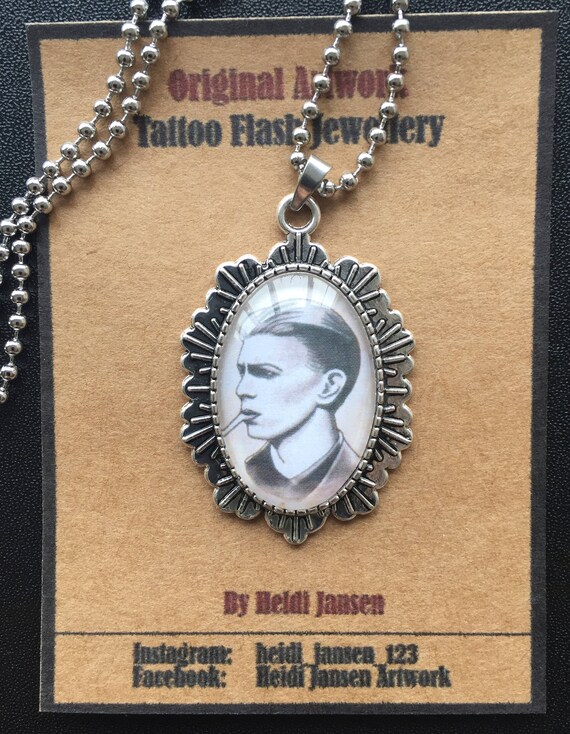 Original Artwork
Tattoo Flash Jewellery
By Heidi Jansen
Instagram: heidi_jansen_123
Facebook: Heidi Jansen Artwork